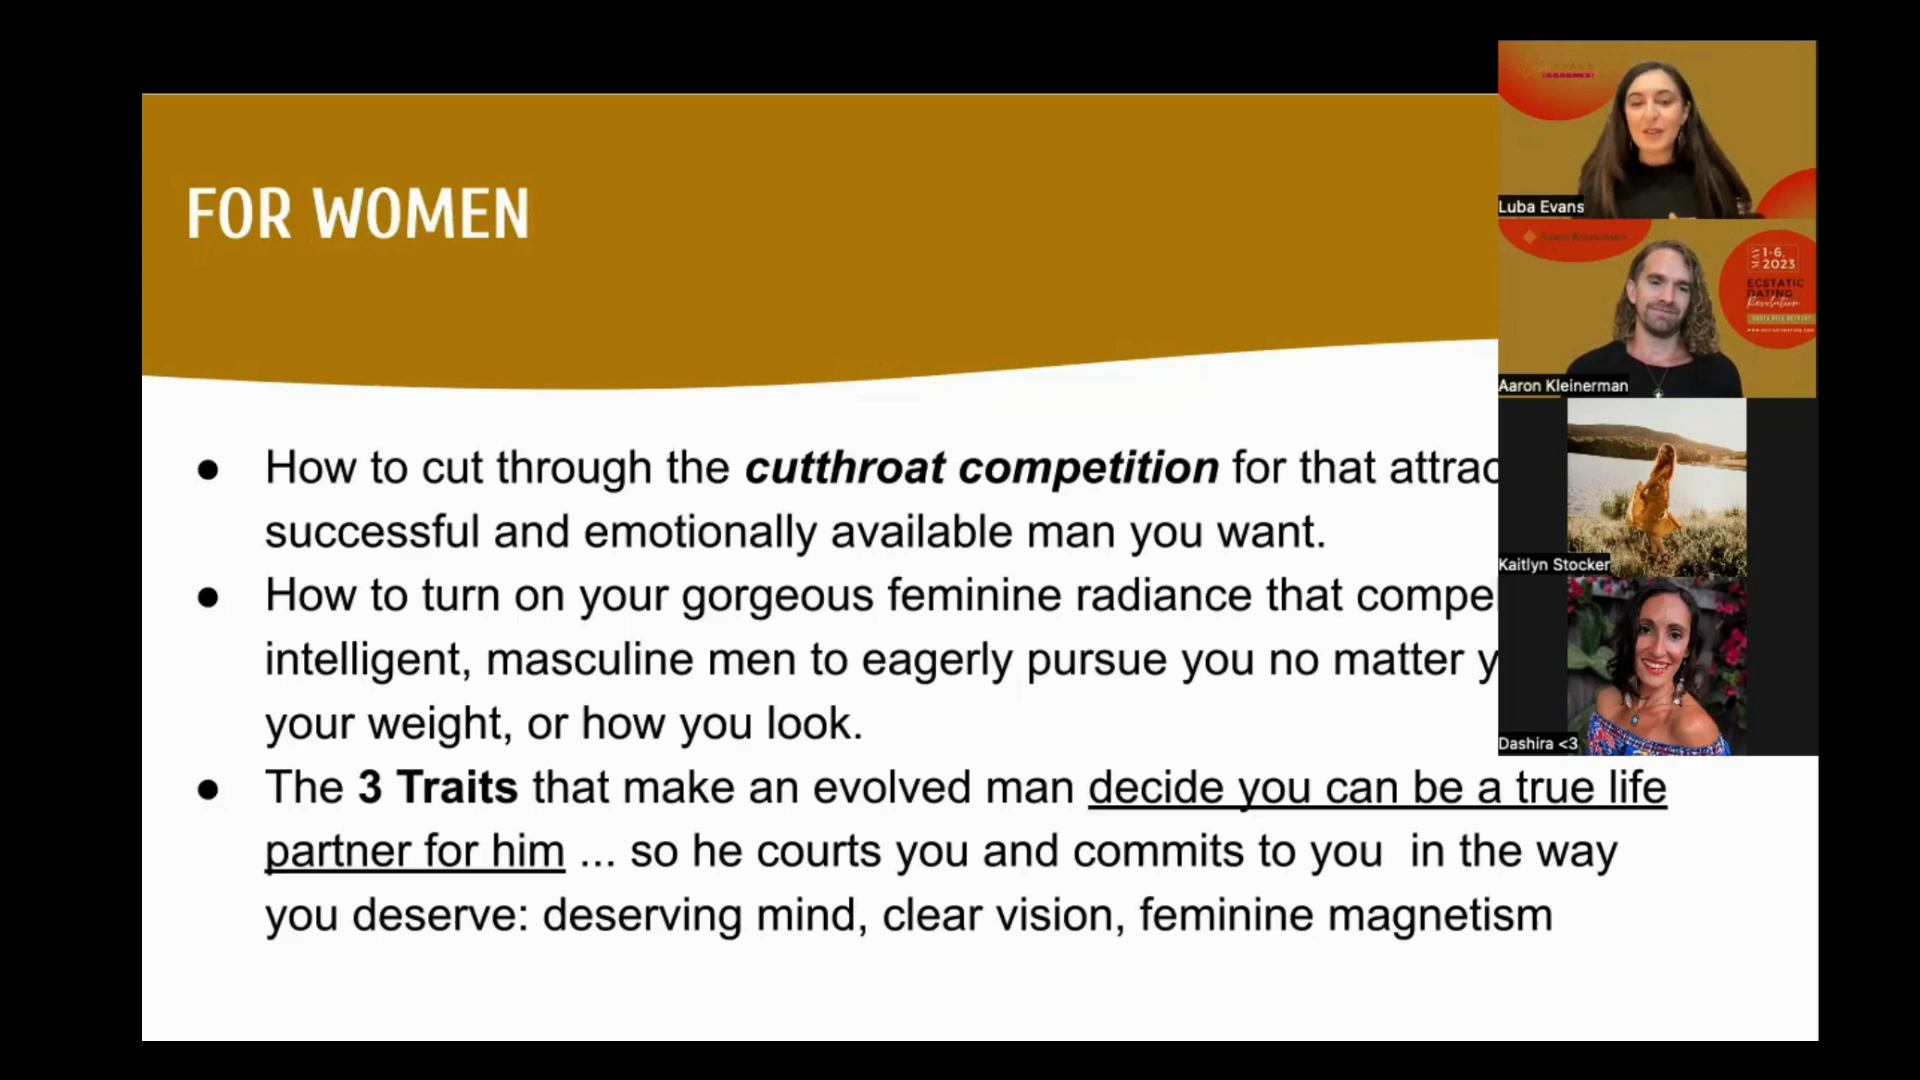 FOR WOMEN
● How to cut through the cutthroat competition for that attrac
successful and emotionally available man you want.
● How to turn on your gorgeous feminine radiance that compe
intelligent, masculine men to eagerly pursue you no matter y
your weight, or how you look.
● The 3 Traits that make an evolved man decide you can be a true life
partner for him ... so he courts you and commits to you in the way
you deserve: deserving mind, clear vision, feminine magnetism
Luba Evans
MAY
1-6,
2023
ECSTATIC
DATING
Revolution
Aaron Kleinerman
Kaitlyn Stocker
Dashira <3